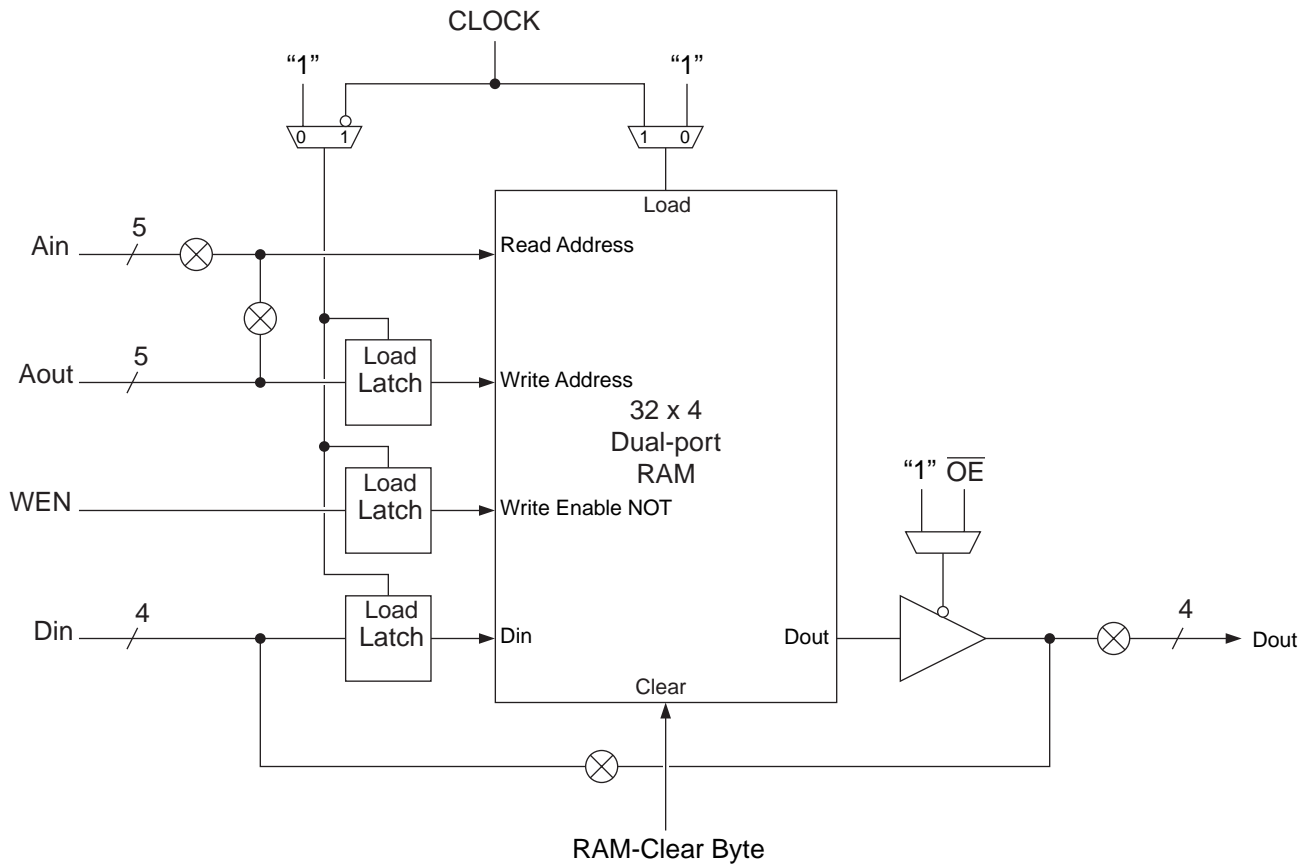 CLOCK
“1”
“1”
0 1
1 0
Load
Ain
5
Read Address
Aout
5
Load
Latch
Write Address
32 x 4
Dual-port
RAM
WEN
Load
Latch
Write Enable NOT
“1” O̅E̅
Din
4
Load
Latch
Din
Dout
4
Dout
Clear
RAM-Clear Byte